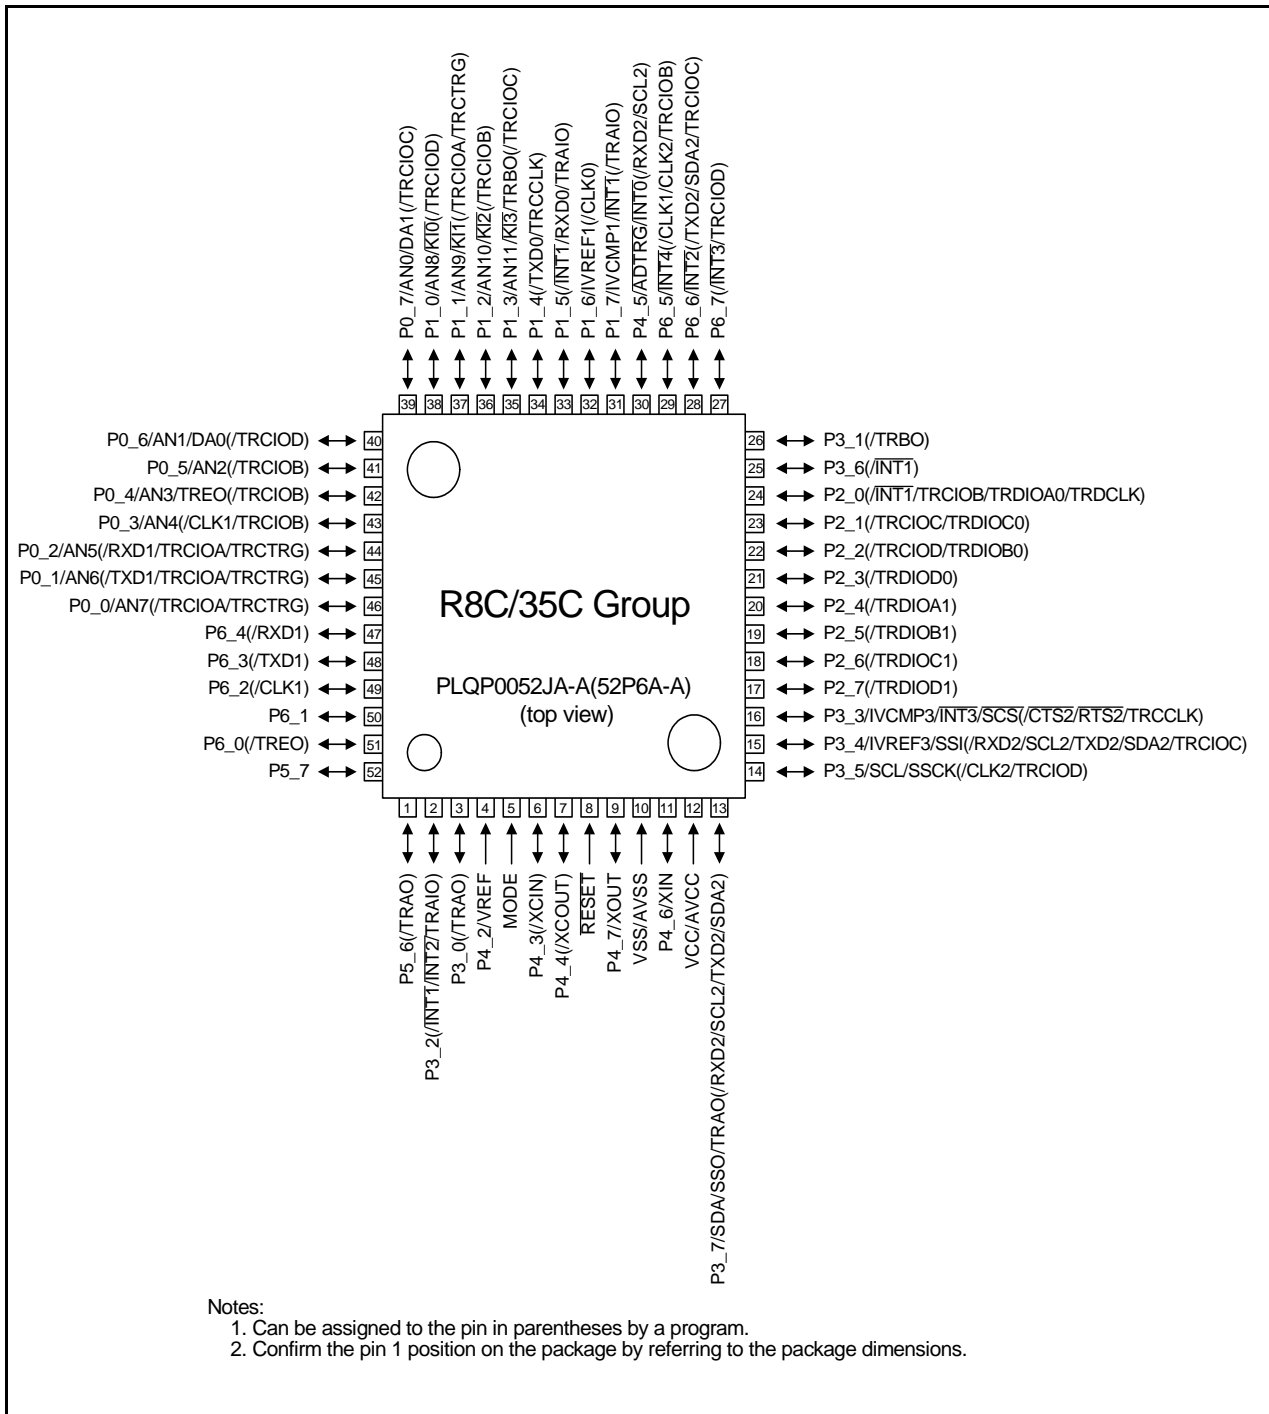 P0_7/AN0/DA1(/TRCIOC)
P1_0/AN8/KI0(/TRCIOD)
P1_1/AN9/KI1(/TRCIOA/TRCTRG)
P1_2/AN10/KI2(/TRCIOB)
P1_3/AN11/KI3/TRBO(/TRCIOC)
P1_4(/TXD0/TRCCLK)
P1_5(/INT1/RXD0/TRAIO)
P1_6/IVREF1(/CLK0)
P1_7/IVCMP1/INT1(/TRAIO)
P4_5/ADTRG/INT0(/RXD2/SCL2)
P6_5/INT4(/CLK1/CLK2/TRCIOB)
P6_6/INT2(/TXD2/SDA2/TRCIOC)
P6_7(/INT3/TRCIOD)
39 38 37 36 35 34 33 32 31 30 29 28 27
P0_6/AN1/DA0(/TRCIOD) 40
P0_5/AN2(/TRCIOB) 41
P0_4/AN3/TREO(/TRCIOB) 42
P0_3/AN4(/CLK1/TRCIOB) 43
P0_2/AN5(/RXD1/TRCIOA/TRCTRG) 44
P0_1/AN6(/TXD1/TRCIOA/TRCTRG) 45
P0_0/AN7(/TRCIOA/TRCTRG) 46
P6_4(/RXD1) 47
P6_3(/TXD1) 48
P6_2(/CLK1) 49
P6_1 50
P6_0(/TREO) 51
P5_7 52
R8C/35C Group
PLQP0052JA-A(52P6A-A)
(top view)
26 P3_1(/TRBO)
25 P3_6(/INT1)
24 P2_0(/INT1/TRCIOB/TRDIOA0/TRDCLK)
23 P2_1(/TRCIOC/TRDIOC0)
22 P2_2(/TRCIOD/TRDIOB0)
21 P2_3(/TRDIOD0)
20 P2_4(/TRDIOA1)
19 P2_5(/TRDIOB1)
18 P2_6(/TRDIOC1)
17 P2_7(/TRDIOD1)
16 P3_3/IVCMP3/INT3/SCS(/CTS2/RTS2/TRCCLK)
15 P3_4/IVREF3/SSI(/RXD2/SCL2/TXD2/SDA2/TRCIOC)
14 P3_5/SCL/SSCK(/CLK2/TRCIOD)
1 2 3 4 5 6 7 8 9 10 11 12 13
P5_6(/TRAO)
P3_2(/INT1/INT2/TRAIO)
P3_0(/TRAO)
P4_2/VREF
MODE
P4_3(/XCIN)
P4_4(/XCOUT)
RESET
P4_7/XOUT
VSS/AVSS
P4_6/XIN
VCC/AVCC
P3_7/SDA/SSO/TRAO(/RXD2/SCL2/TXD2/SDA2)
Notes:
1. Can be assigned to the pin in parentheses by a program.
2. Confirm the pin 1 position on the package by referring to the package dimensions.